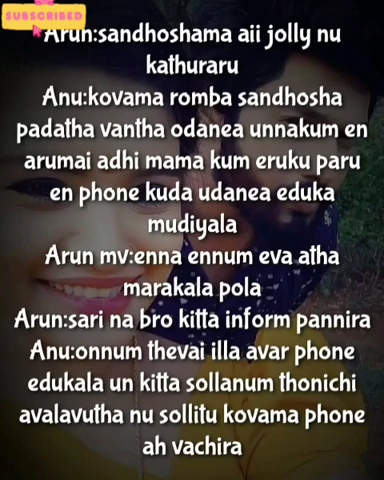 SUBSCRIBED
Arun:sandhoshama aii jolly nu
kathuraru
Anu:kovama romba sandhosha
padatha vantha odanea unnakum en
arumai adhi mama kum eruku paru
en phone kuda udanea eduka
mudiyala
Arun mv:enna ennum eva atha
marakala pola
Arun:sari na bro kitta inform pannira
Anu:onnum thevai illa avar phone
edukala un kitta sollanum thonichi
avalavutha nu sollitu kovama phone
ah vachira